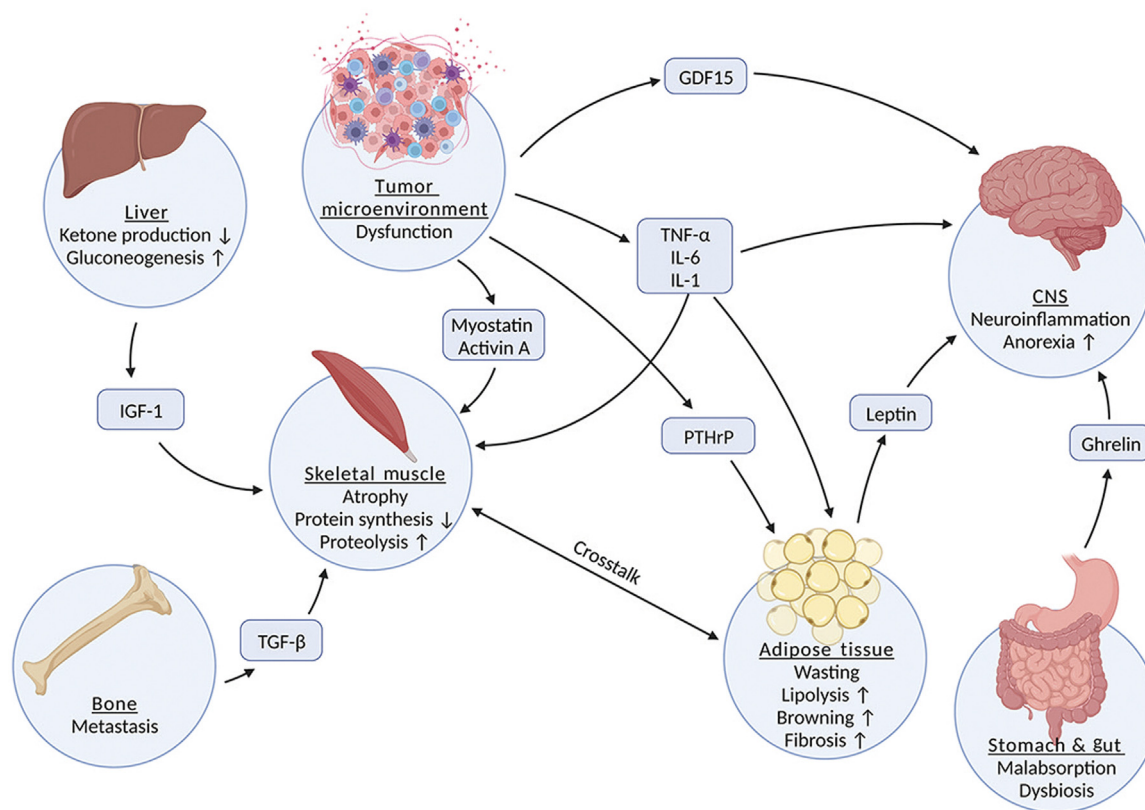 GDF15
Liver
Ketone production ↓
Gluconeogenesis ↑
Tumor
microenvironment
Dysfunction
TNF-α
IL-6
IL-1
CNS
Neuroinflammation
Anorexia ↑
Myostatin
Activin A
IGF-1
PTHrP
Leptin
Ghrelin
Skeletal muscle
Atrophy
Protein synthesis ↓
Proteolysis ↑
Crosstalk
TGF-β
Bone
Metastasis
Adipose tissue
Wasting
Lipolysis ↑
Browning ↑
Fibrosis ↑
Stomach & gut
Malabsorption
Dysbiosis